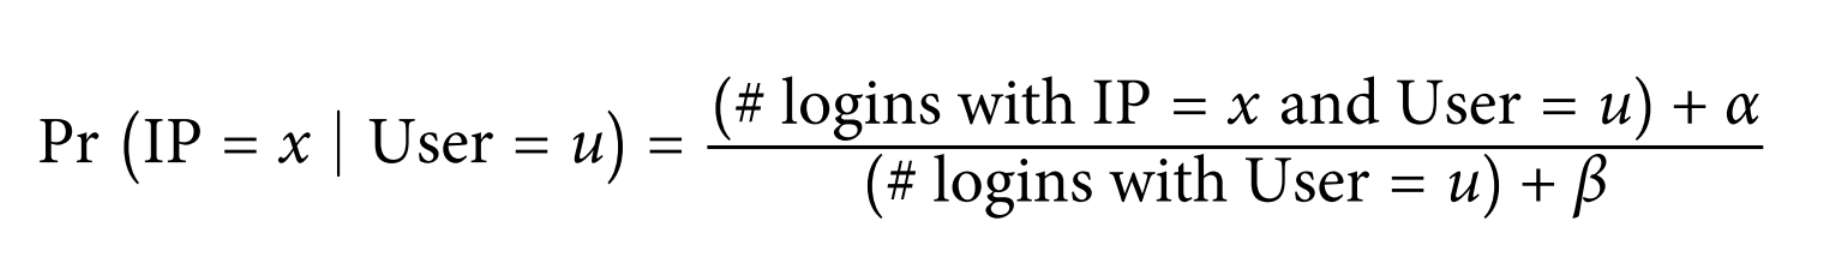 Pr (IP = x | User = u) = (# logins with IP = x and User = u) + α
(# logins with User = u) + β